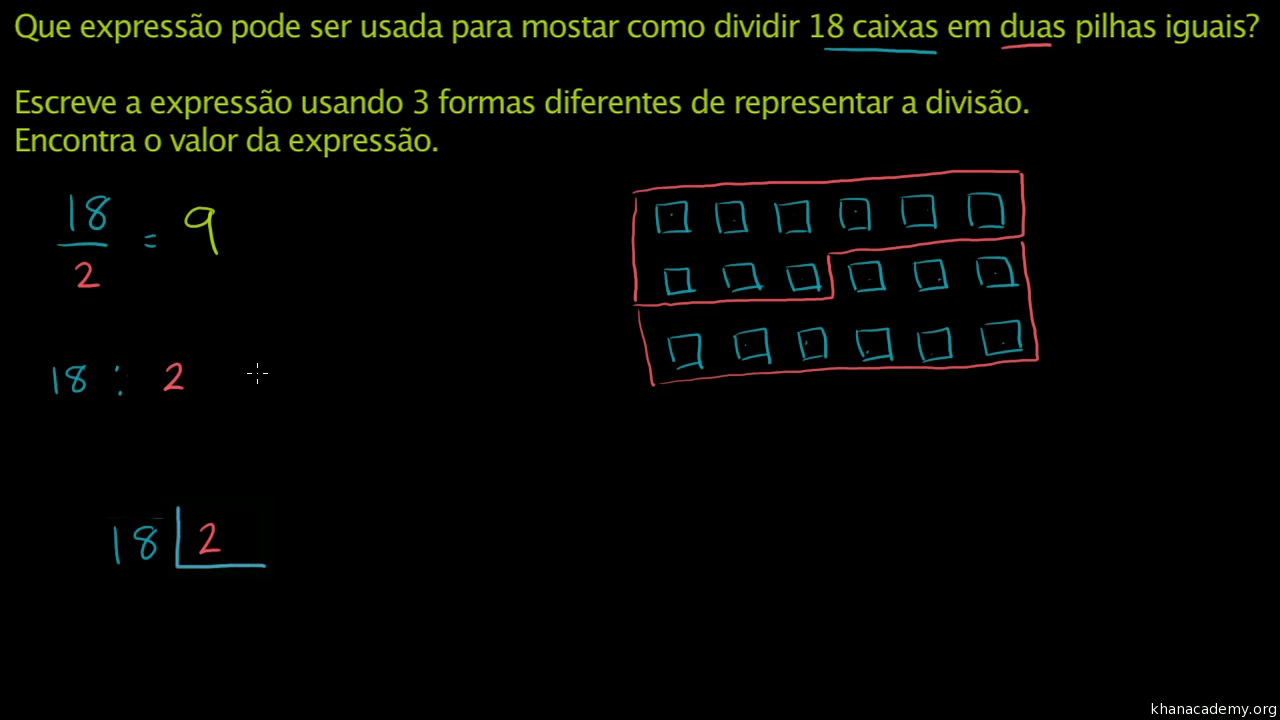 Que expressão pode ser usada para mostar como dividir 18 caixas em duas pilhas iguais?
Escreve a expressão usando 3 formas diferentes de representar a divisão.
Encontra o valor da expressão.
18
2
= 9
18 : 2
18 2
khanacademy.org